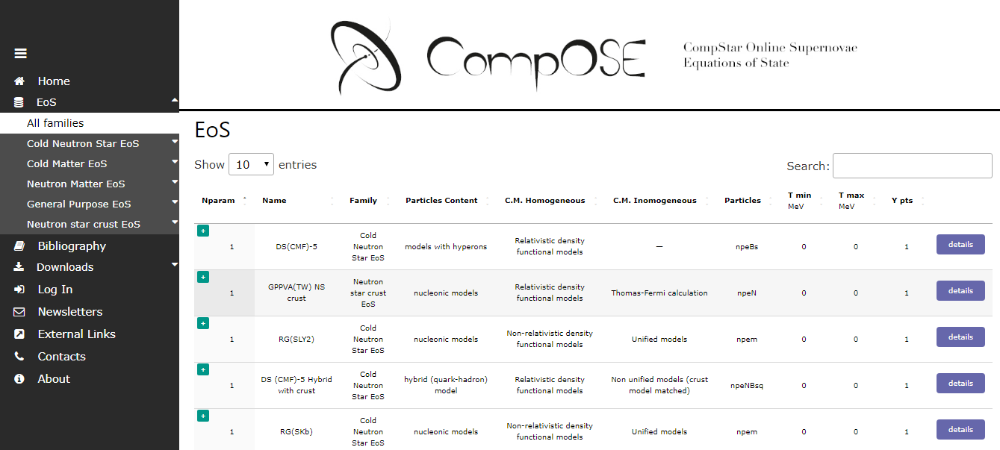 CompOSE
CompStar Online Supernovae
Equations of State
Home
EoS
All families
Cold Neutron Star EoS
Cold Matter EoS
Neutron Matter EoS
General Purpose EoS
Neutron star crust EoS
Bibliography
Downloads
Log In
Newsletters
External Links
Contacts
About
EoS
Show 10 entries
Search:
Nparam Name Family Particles Content C.M. Homogeneous C.M. Inomogeneous Particles T min MeV T max MeV Y pts
+
1 DS(CMF)-5 Cold Neutron Star EoS models with hyperons Relativistic density functional models — npeBs 0 0 1 details
+
1 GPPVA(TW) NS crust Neutron star crust EoS nucleonic models Relativistic density functional models Thomas-Fermi calculation npeN 0 0 1 details
+
1 RG(SLY2) Cold Neutron Star EoS nucleonic models Non-relativistic density functional models Unified models npem 0 0 1 details
+
1 DS (CMF)-5 Hybrid with crust Cold Neutron Star EoS hybrid (quark-hadron) model Relativistic density functional models Non unified models (crust model matched) npeNBsq 0 0 1 details
+
1 RG(SKb) Cold Neutron Star EoS nucleonic models Non-relativistic density functional models Unified models npem 0 0 1 details